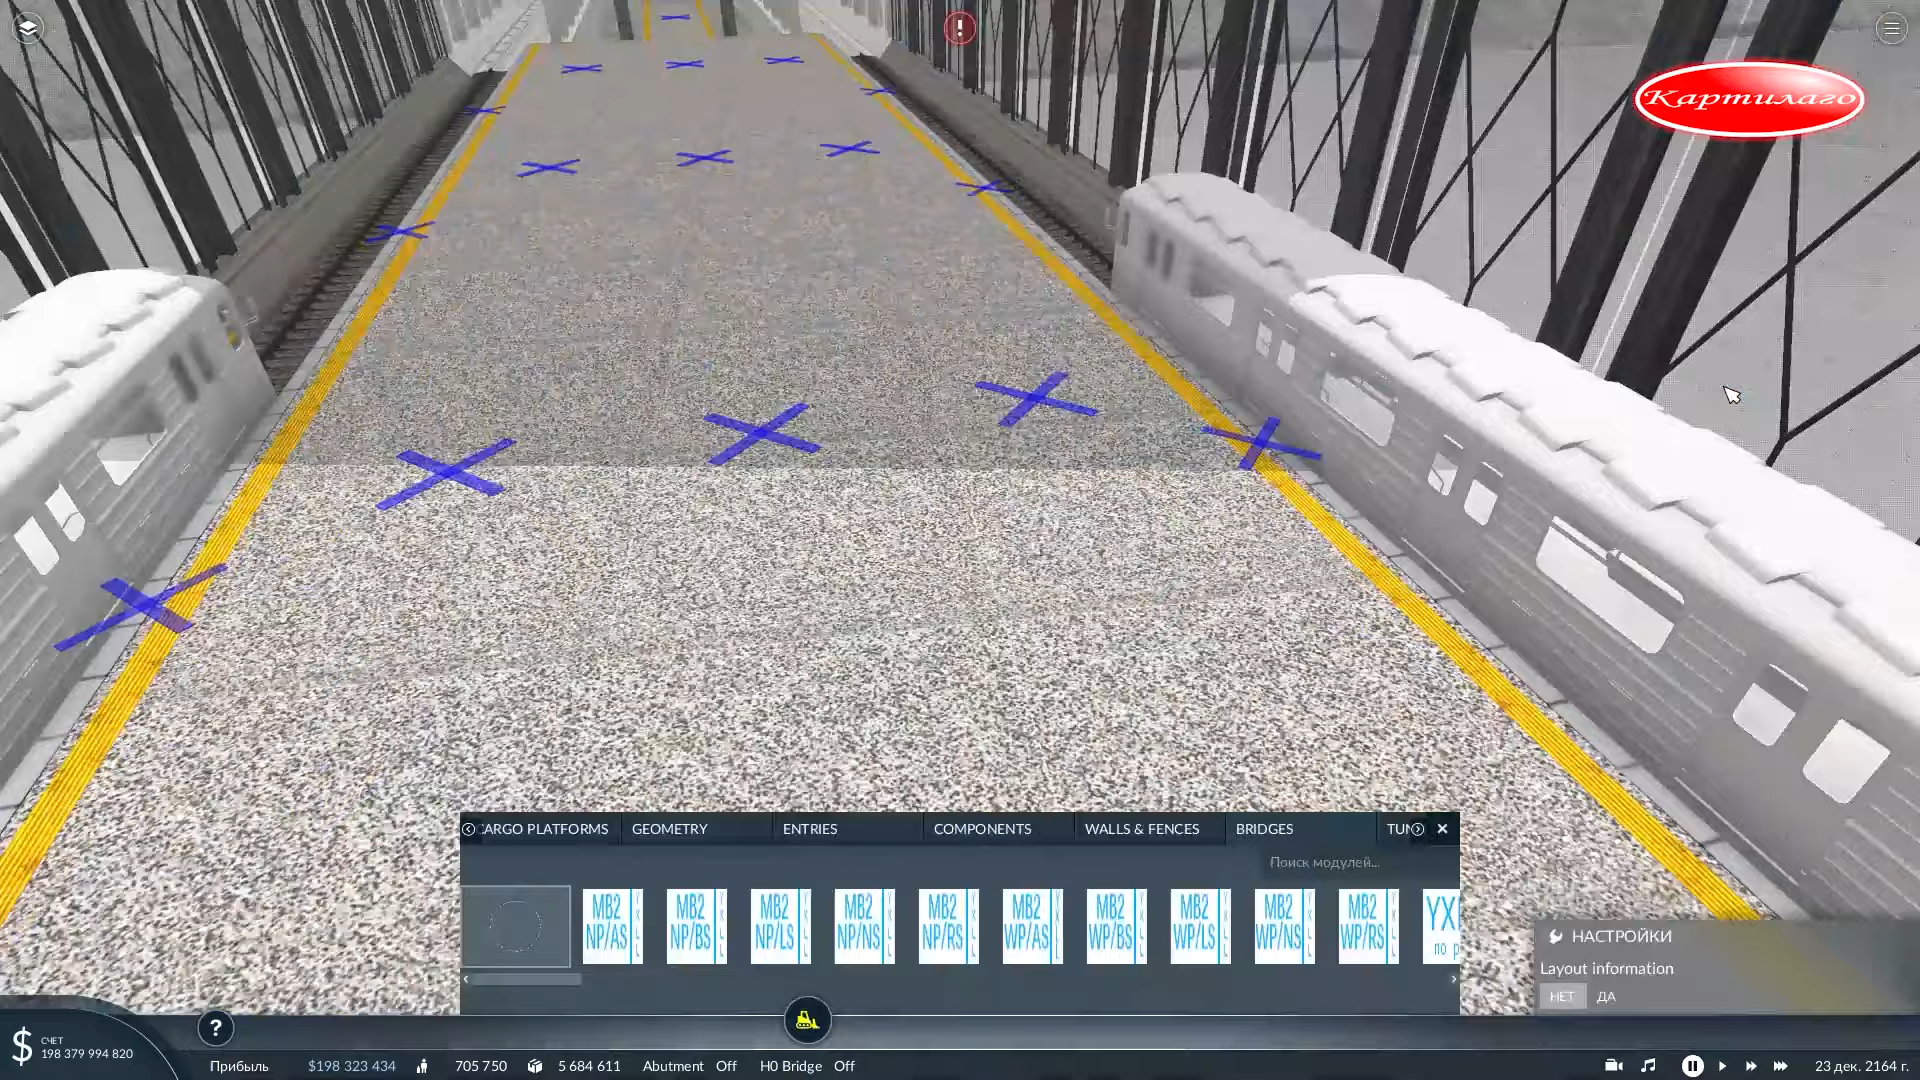 Картилаго
CARGO PLATFORMS
GEOMETRY
ENTRIES
COMPONENTS
WALLS & FENCES
BRIDGES
Поиск модулей...
MB2
NP/AS
MB2
NP/BS
MB2
NP/LS
MB2
NP/NS
MB2
NP/RS
MB2
WP/AS
MB2
WP/BS
MB2
WP/LS
MB2
WP/NS
MB2
WP/RS
НАСТРОЙКИ
Layout information
НЕТ ДА
?
$ СЧЕТ
198 379 994 820
Прибыль $198 323 434 705 750 5 684 611 Abutment Off H0 Bridge Off 23 дек. 2164 г.